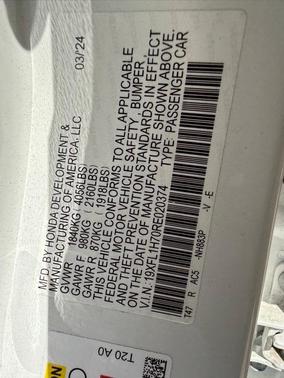 MFD. BY HONDA DEVELOPMENT &
MANUFACTURING OF AMERICA, LLC 03/24
GVWR 1840KG ( 4056LBS)
GAWR F 980KG ( 2160LBS)
GAWR R 870KG ( 1918LBS)
THIS VEHICLE CONFORMS TO ALL APPLICABLE
FEDERAL MOTOR VEHICLE SAFETY, BUMPER,
AND THEFT PREVENTION STANDARDS IN EFFECT
ON THE DATE OF MANUFACTURE SHOWN ABOVE.
V.I.N.: 19XFL1H70RE020374 TYPE: PASSENGER CAR
T47 R AC5 -NH883P -V -E
T20 A0